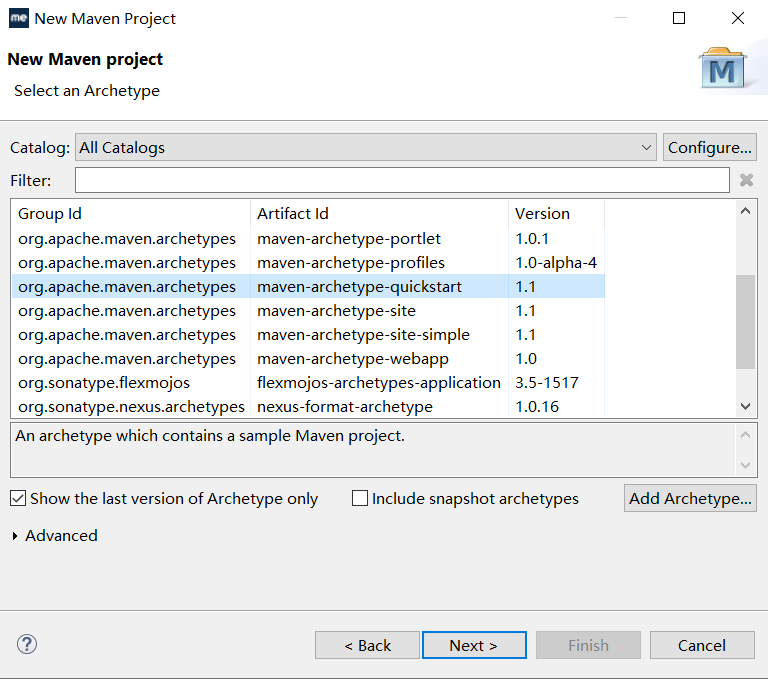 me New Maven Project
New Maven project
Select an Archetype
M
Catalog: All Catalogs Configure...
Filter:
Group Id Artifact Id Version
org.apache.maven.archetypes maven-archetype-portlet 1.0.1
org.apache.maven.archetypes maven-archetype-profiles 1.0-alpha-4
org.apache.maven.archetypes maven-archetype-quickstart 1.1
org.apache.maven.archetypes maven-archetype-site 1.1
org.apache.maven.archetypes maven-archetype-site-simple 1.1
org.apache.maven.archetypes maven-archetype-webapp 1.0
org.sonatype.flexmojos flexmojos-archetypes-application 3.5-1517
org.sonatype.nexus.archetypes nexus-format-archetype 1.0.16
An archetype which contains a sample Maven project.
Show the last version of Archetype only Include snapshot archetypes Add Archetype...
Advanced
? < Back Next > Finish Cancel